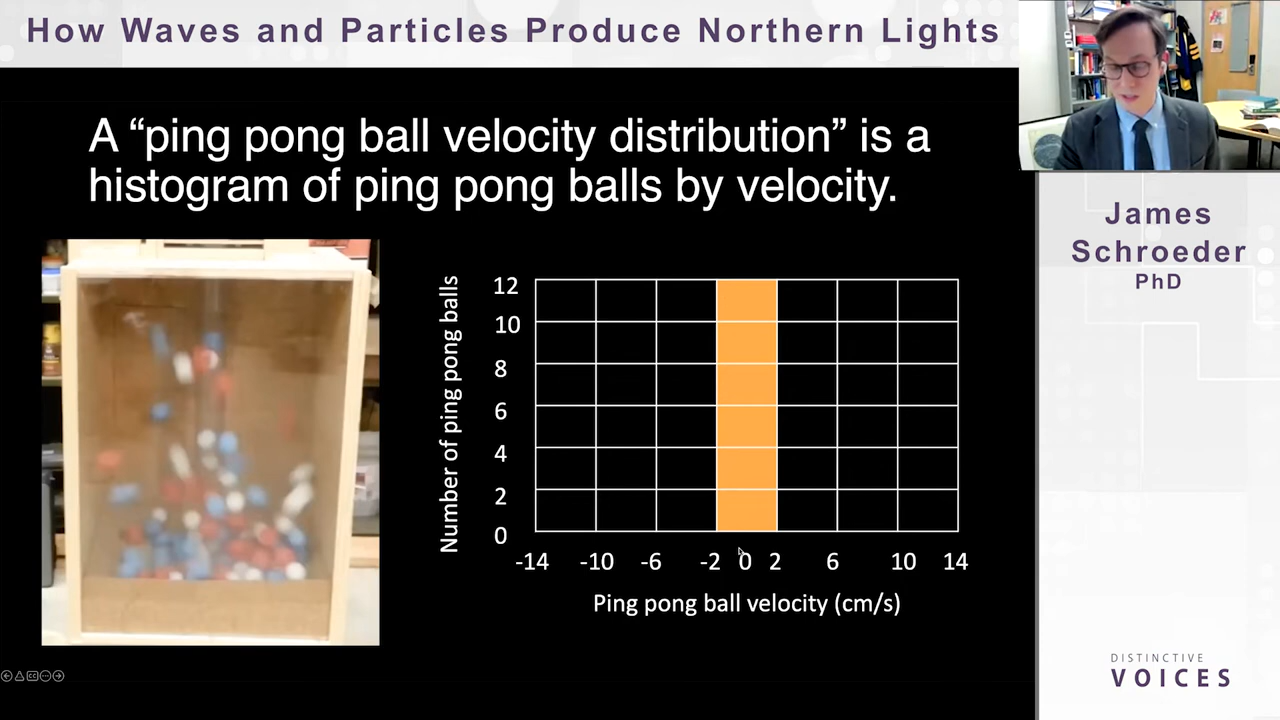 How Waves and Particles Produce Northern Lights
A “ping pong ball velocity distribution” is a
histogram of ping pong balls by velocity.
Number of ping pong balls
12
10
8
6
4
2
0
-14 -10 -6 -2 0 2 6 10 14
Ping pong ball velocity (cm/s)
James
Schroeder
PhD
DISTINCTIVE
VOICES